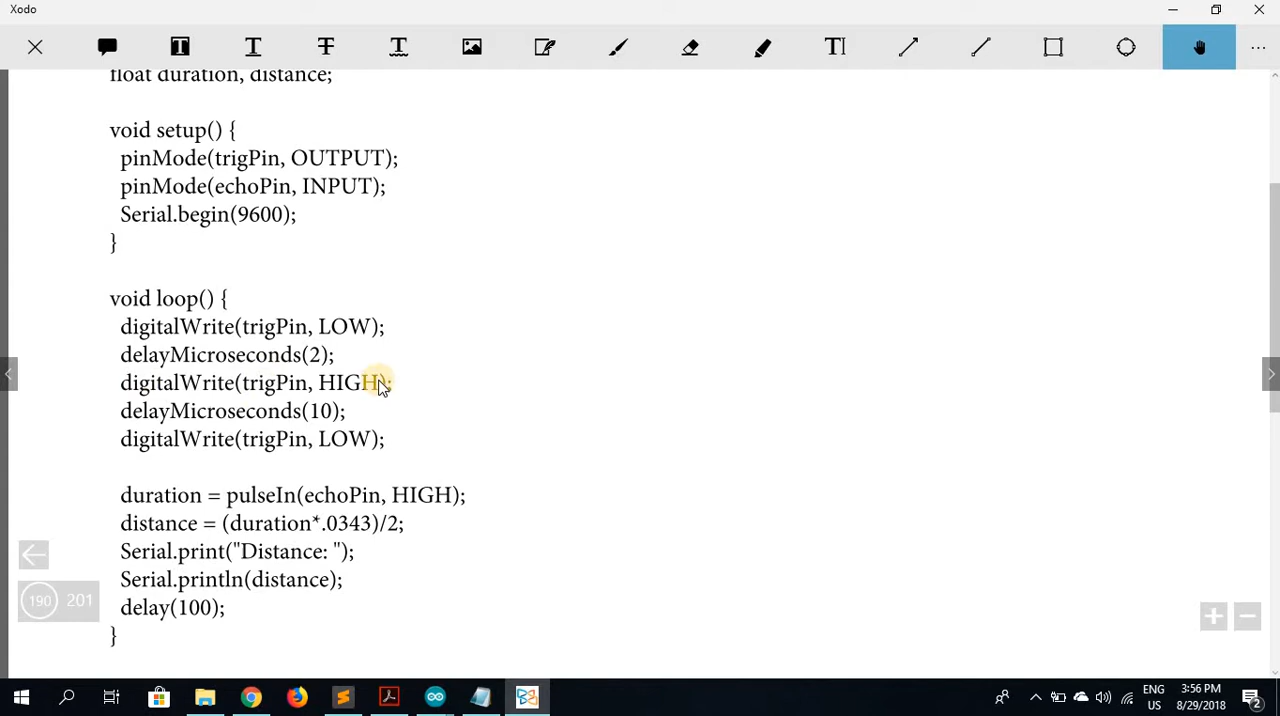 Xodo
float duration, distance;
void setup() {
pinMode(trigPin, OUTPUT);
pinMode(echoPin, INPUT);
Serial.begin(9600);
}
void loop() {
digitalWrite(trigPin, LOW);
delayMicroseconds(2);
digitalWrite(trigPin, HIGH);
delayMicroseconds(10);
digitalWrite(trigPin, LOW);
duration = pulseIn(echoPin, HIGH);
distance = (duration*.0343)/2;
Serial.print("Distance: ");
Serial.println(distance);
delay(100);
}
190 201
ENG
US
3:56 PM
8/29/2018
2